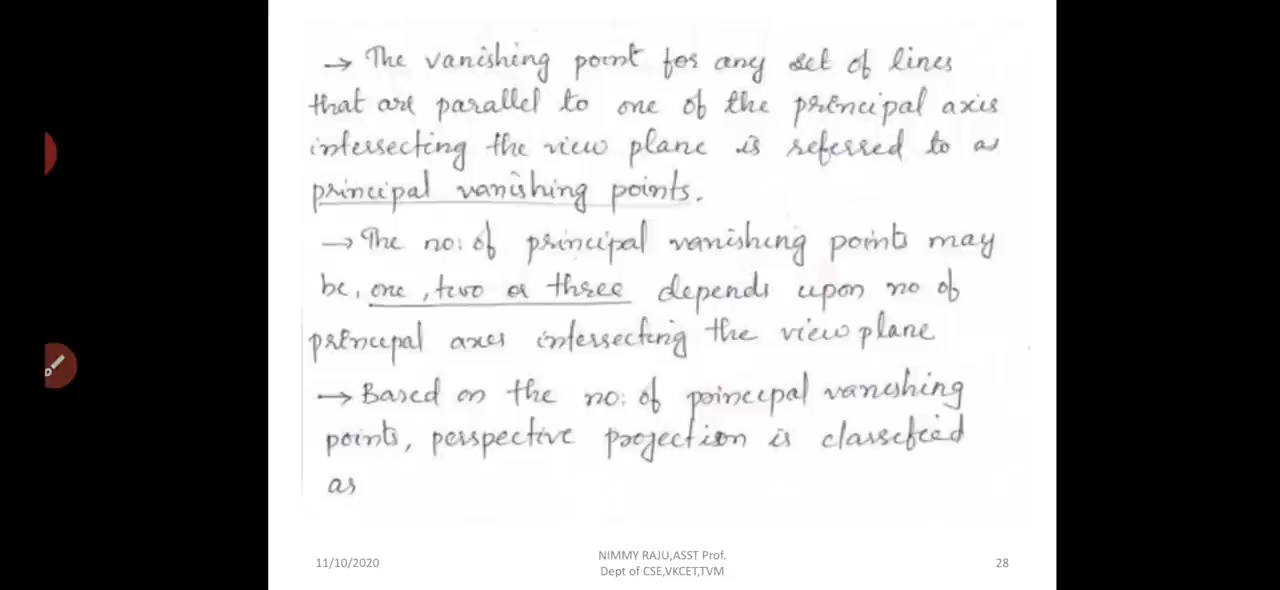 → The vanishing point for any set of lines
that are parallel to one of the principal axis
intersecting the view plane is referred to as
principal vanishing points.
→ The no: of principal vanishing points may
be, one, two or three depends upon no of
principal axes intersecting the view plane
→ Based on the no: of principal vanishing
points, perspective projection is classified
as
11/10/2020
NIMMY RAJU,ASST Prof.
Dept of CSE,VKCET,TVM
28